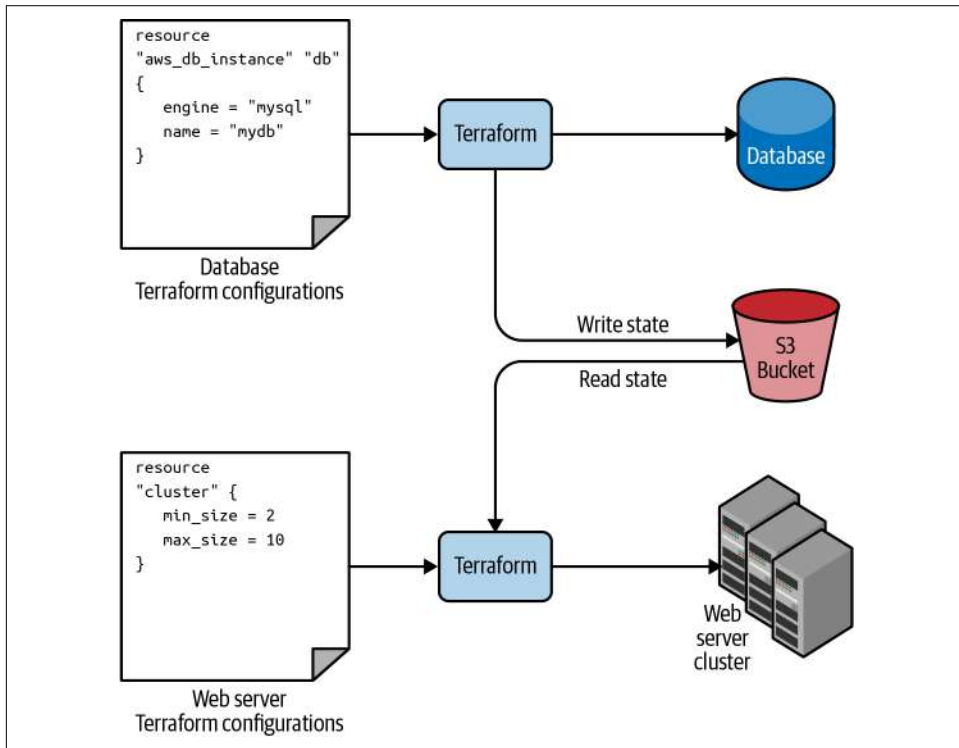 resource
"aws_db_instance" "db"
{
engine = "mysql"
name = "mydb"
}
Terraform
Database
Database
Terraform configurations
Write state
S3
Bucket
Read state
resource
"cluster" {
min_size = 2
max_size = 10
}
Terraform
Web
server
cluster
Web server
Terraform configurations